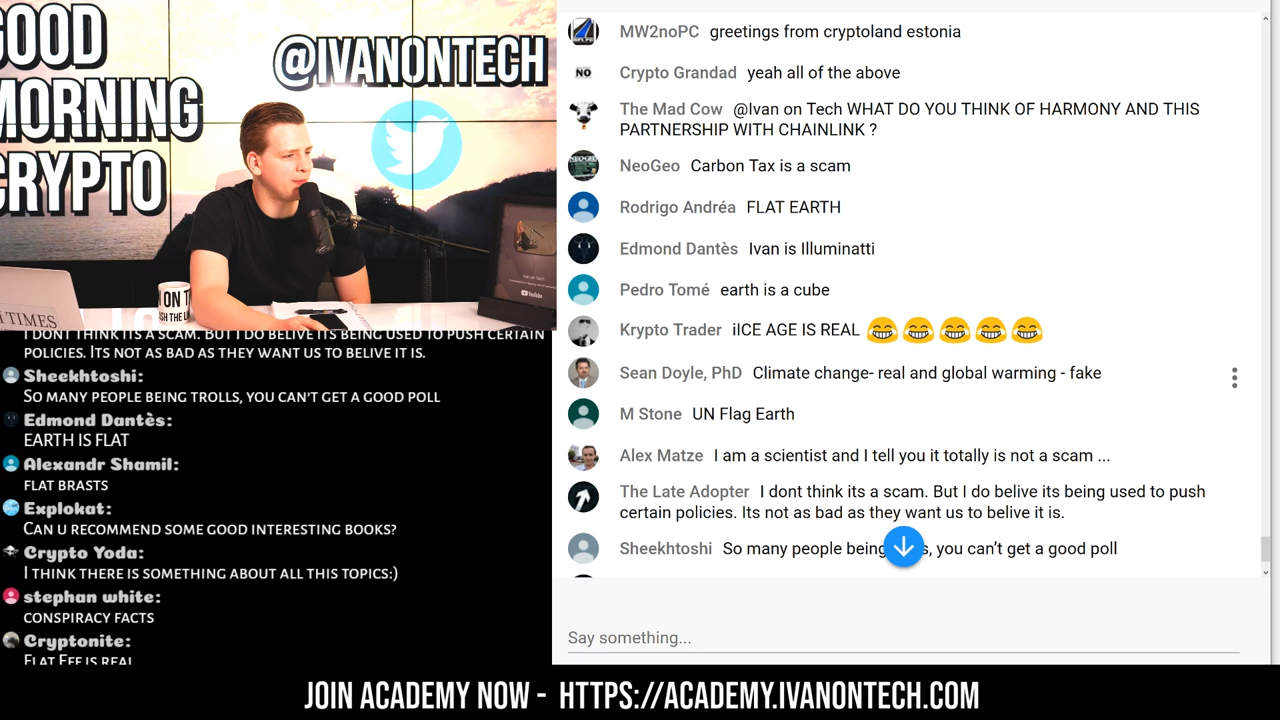 GOOD
MORNING
CRYPTO
@IVANONTECH
TIMES
YouTube
I DONT THINK ITS A SCAM. BUT I DO BELIVE ITS BEING USED TO PUSH CERTAIN
POLICIES. ITS NOT AS BAD AS THEY WANT US TO BELIVE IT IS.
Sheekhtoshi:
SO MANY PEOPLE BEING TROLLS, YOU CAN'T GET A GOOD POLL
Edmond Dantès:
EARTH IS FLAT
Alexandr Shamil:
FLAT BRASTS
Explokat:
CAN U RECOMMEND SOME GOOD INTERESTING BOOKS?
Crypto Yoda:
I THINK THERE IS SOMETHING ABOUT ALL THIS TOPICS:)
stephan white:
CONSPIRACY FACTS
Cryptonite:
MW2noPC greetings from cryptoland estonia
NO
Crypto Grandad yeah all of the above
The Mad Cow @Ivan on Tech WHAT DO YOU THINK OF HARMONY AND THIS
PARTNERSHIP WITH CHAINLINK ?
NeoGeo Carbon Tax is a scam
Rodrigo Andréa FLAT EARTH
Edmond Dantès Ivan is Illuminatti
Pedro Tomé earth is a cube
Krypto Trader iICE AGE IS REAL 😂😂😂😂😂
Sean Doyle, PhD Climate change- real and global warming - fake
M Stone UN Flag Earth
Alex Matze I am a scientist and I tell you it totally is not a scam ...
The Late Adopter I dont think its a scam. But I do belive its being used to push
certain policies. Its not as bad as they want us to belive it is.
Sheekhtoshi So many people being s, you can't get a good poll
Say something...
JOIN ACADEMY NOW - HTTPS://ACADEMY.IVANONTECH.COM